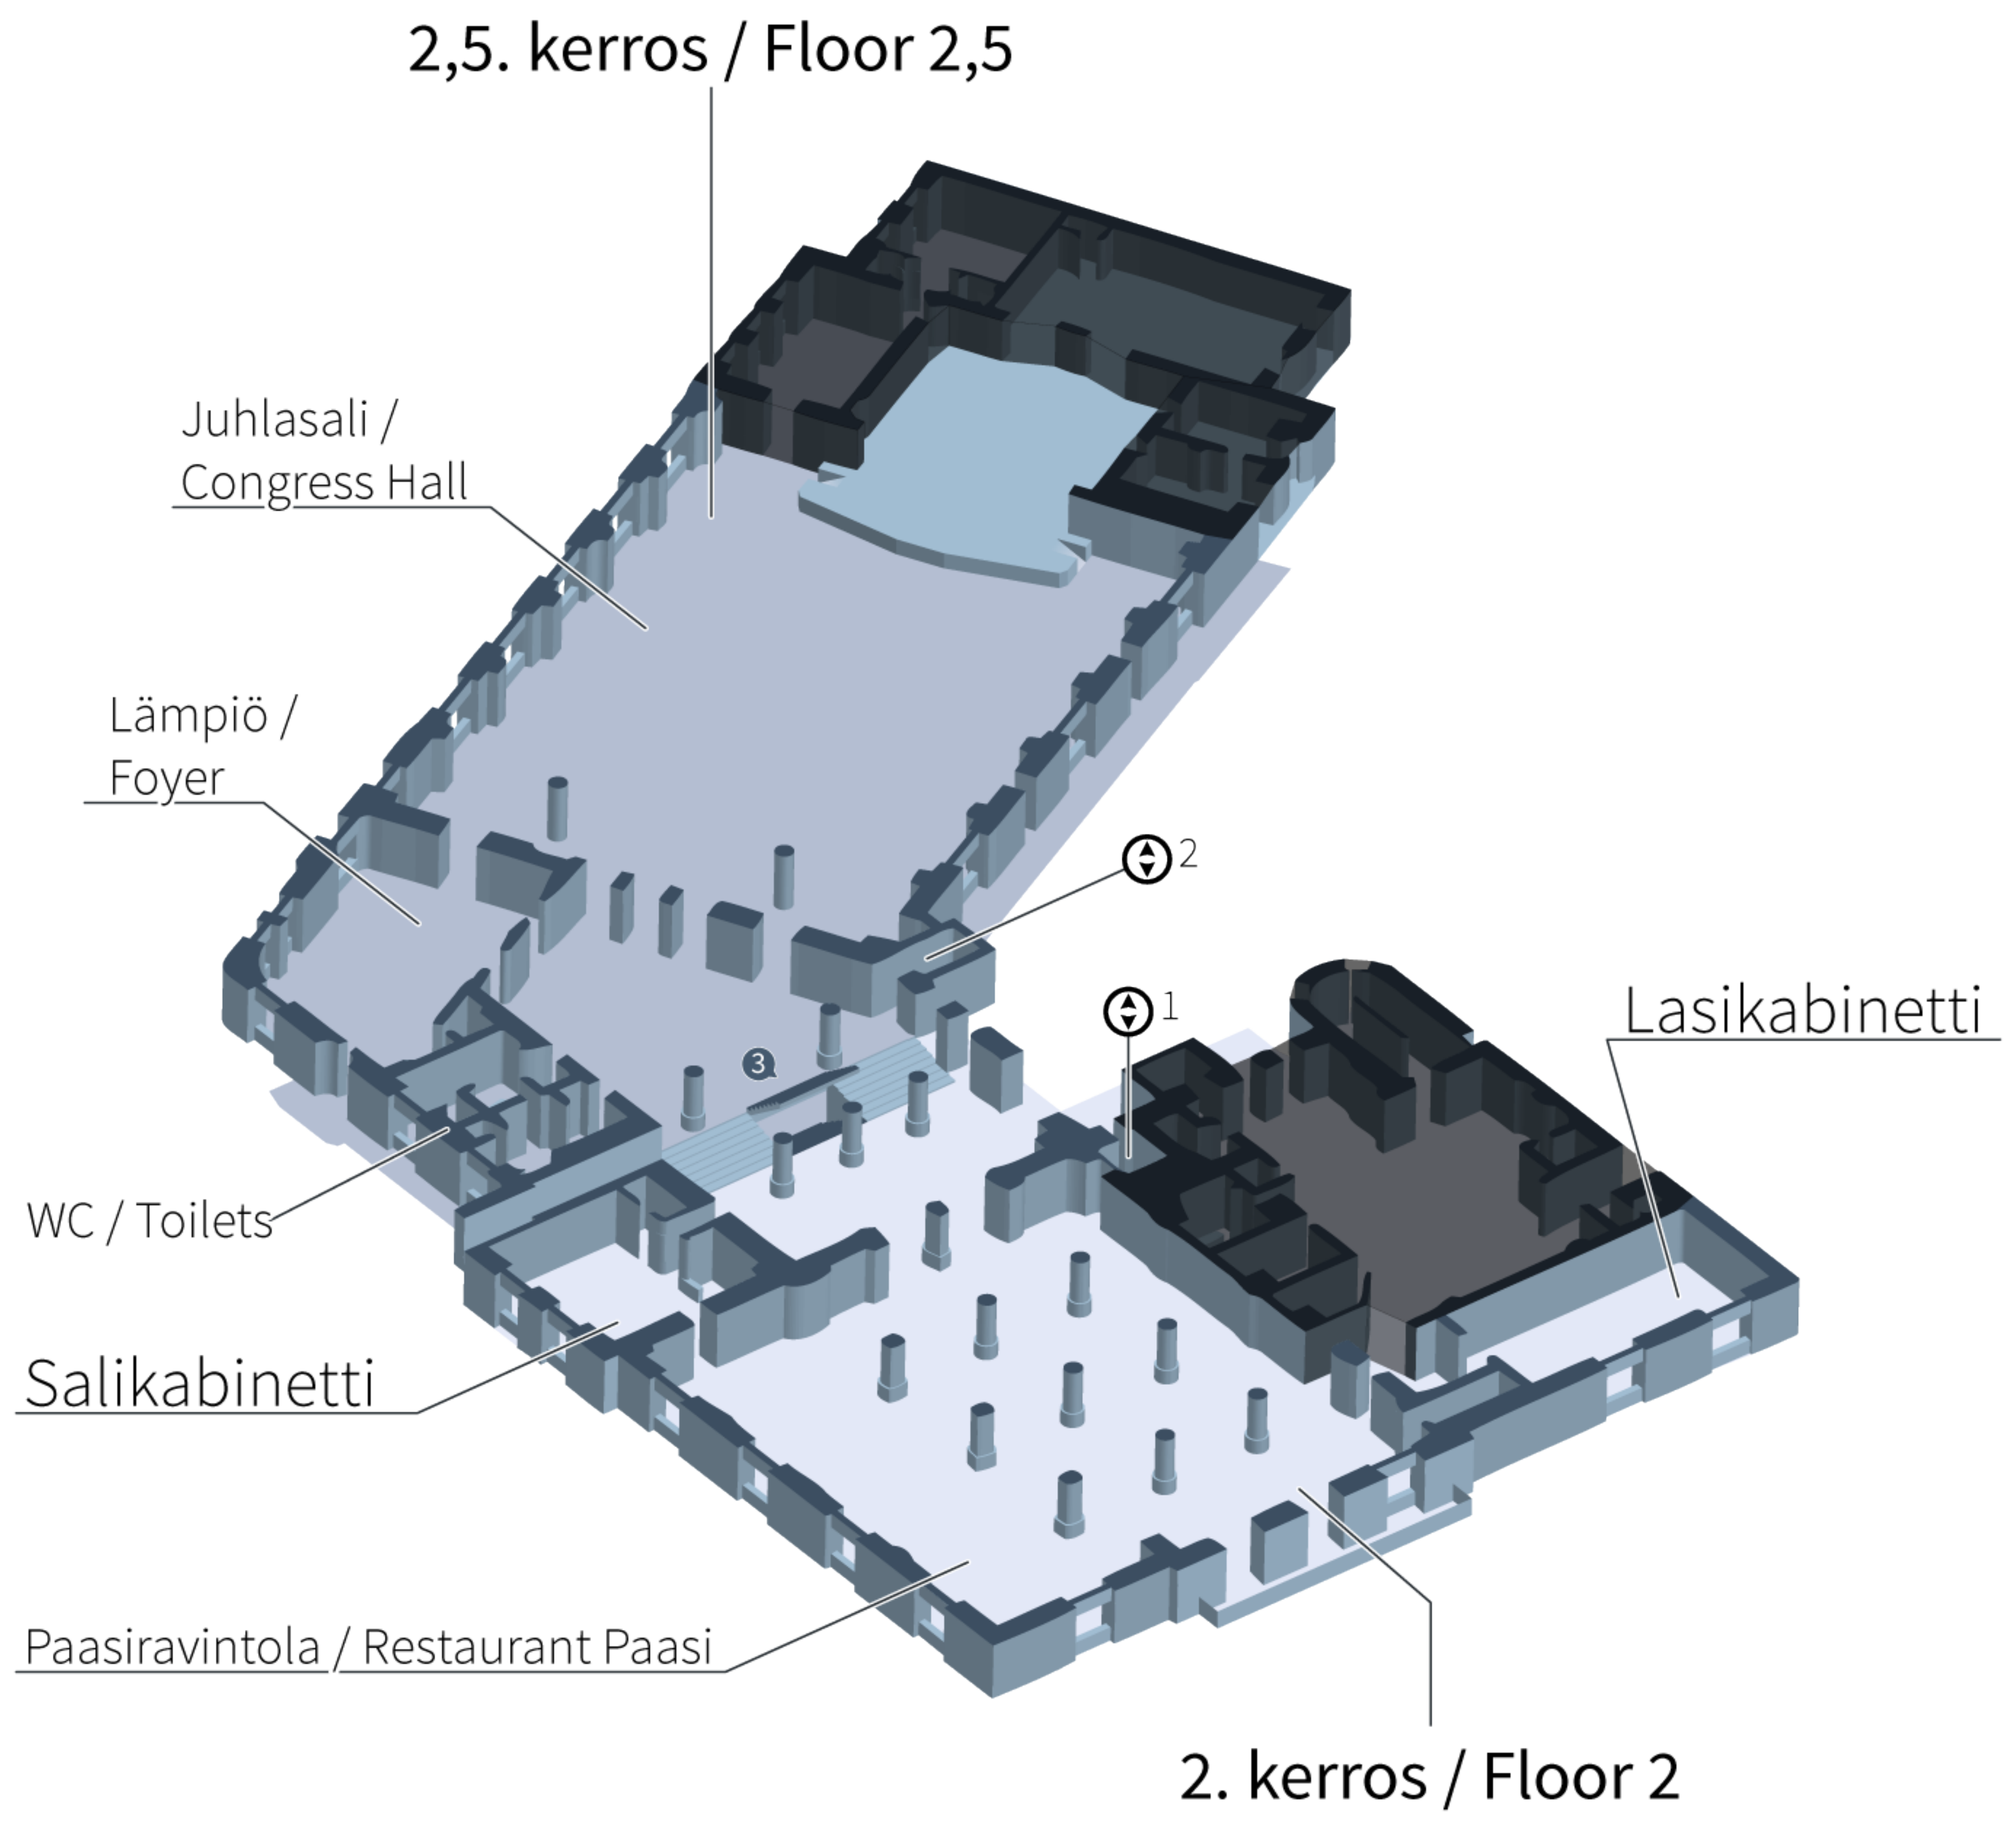 2,5. kerros / Floor 2,5
Juhlasali /
Congress Hall
Lämpiö /
Foyer
2
1
Lasikabinetti
3
WC / Toilets
Salikabinetti
Paasiravintola / Restaurant Paasi
2. kerros / Floor 2